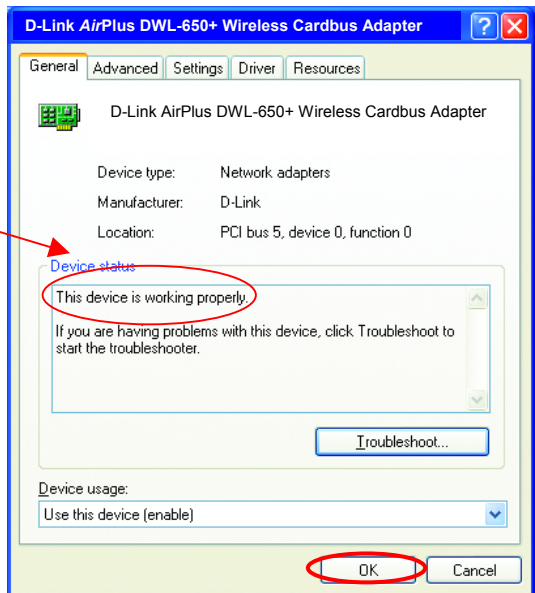 D-Link AirPlus DWL-650+ Wireless Cardbus Adapter
General Advanced Settings Driver Resources
D-Link AirPlus DWL-650+ Wireless Cardbus Adapter
Device type: Network adapters
Manufacturer: D-Link
Location: PCI bus 5, device 0, function 0
Device status
This device is working properly.
If you are having problems with this device, click Troubleshoot to
start the troubleshooter.
Troubleshoot...
Device usage:
Use this device (enable)
OK Cancel